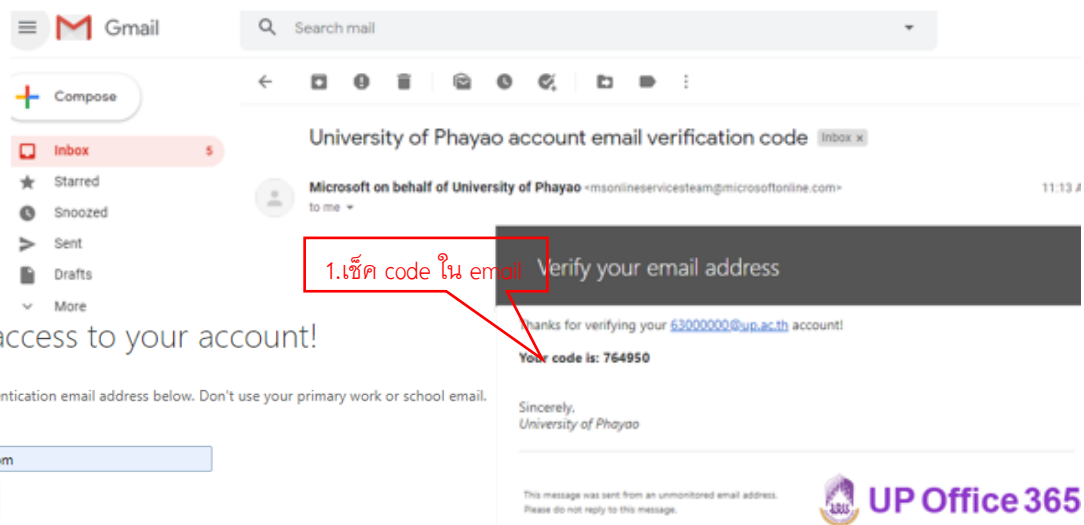 Gmail
Search mail
Compose
Inbox 5
Starred
Snoozed
Sent
Drafts
More
University of Phayao account email verification code Inbox x
Microsoft on behalf of University of Phayao <msonlineservicesteam@microsoftonline.com>
11:13 A
to me
1.เช็ค code ใน email
Verify your email address
Thanks for verifying your 63000000@up.ac.th account!
Your code is: 764950
Sincerely,
University of Phayao
This message was sent from an unmonitored email address.
Please do not reply to this message.
UP Office 365
access to your account!
entication email address below. Don't use your primary work or school email.
om